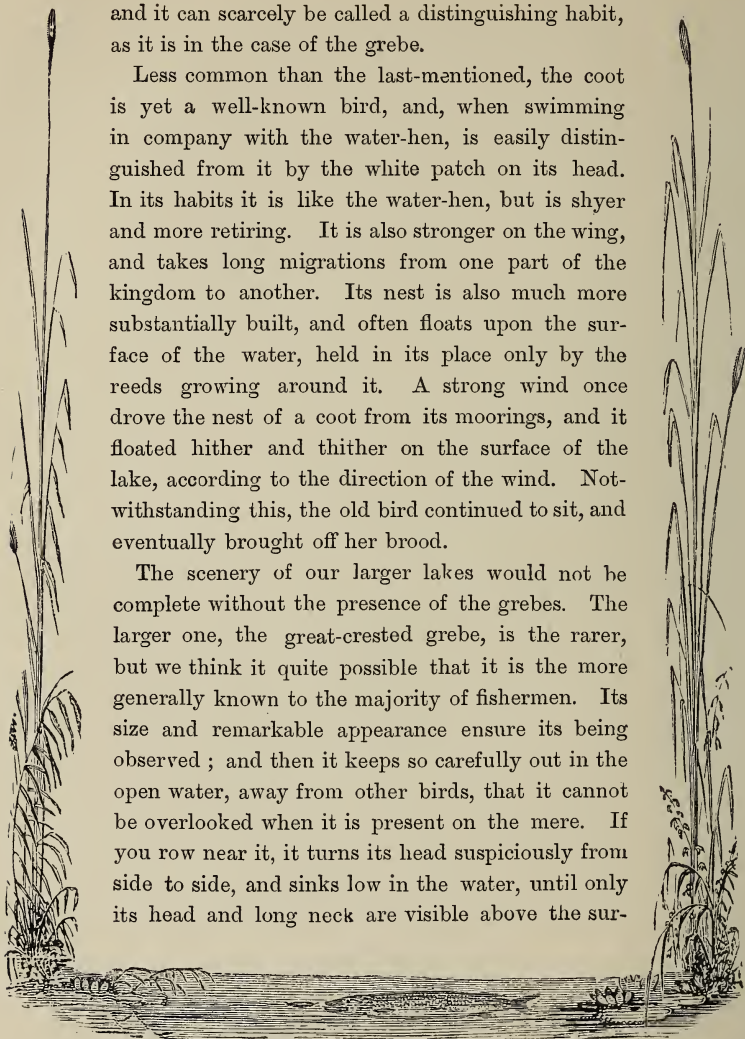 and it can scarcely be called a distinguishing habit,
as it is in the case of the grebe.
Less common than the last-mentioned, the coot
is yet a well-known bird, and, when swimming
in company with the water-hen, is easily distin-
guished from it by the white patch on its head.
In its habits it is like the water-hen, but is shyer
and more retiring. It is also stronger on the wing,
and takes long migrations from one part of the
kingdom to another. Its nest is also much more
substantially built, and often floats upon the sur-
face of the water, held in its place only by the
reeds growing around it. A strong wind once
drove the nest of a coot from its moorings, and it
floated hither and thither on the surface of the
lake, according to the direction of the wind. Not-
withstanding this, the old bird continued to sit, and
eventually brought off her brood.
The scenery of our larger lakes would not be
complete without the presence of the grebes. The
larger one, the great-crested grebe, is the rarer,
but we think it quite possible that it is the more
generally known to the majority of fishermen. Its
size and remarkable appearance ensure its being
observed ; and then it keeps so carefully out in the
open water, away from other birds, that it cannot
be overlooked when it is present on the mere. If
you row near it, it turns its head suspiciously from
side to side, and sinks low in the water, until only
its head and long neck are visible above the sur-